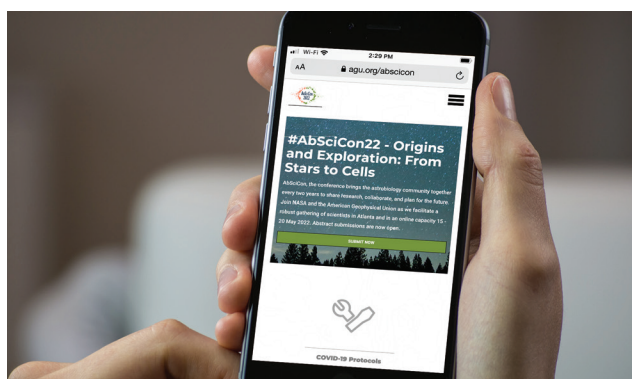 Wi-Fi 2:29 PM
AA agu.org/abscicon
#AbSciCon22 - Origins
and Exploration: From
Stars to Cells
AbSciCon, the conference brings the astrobiology community together
every two years to share research, collaborate, and plan for the future.
Join NASA and the American Geophysical Union as we facilitate a
robust gathering of scientists in Atlanta and in an online capacity 15 -
20 May 2022. Abstract submissions are now open.
SUBMIT NOW
COVID-19 Protocols